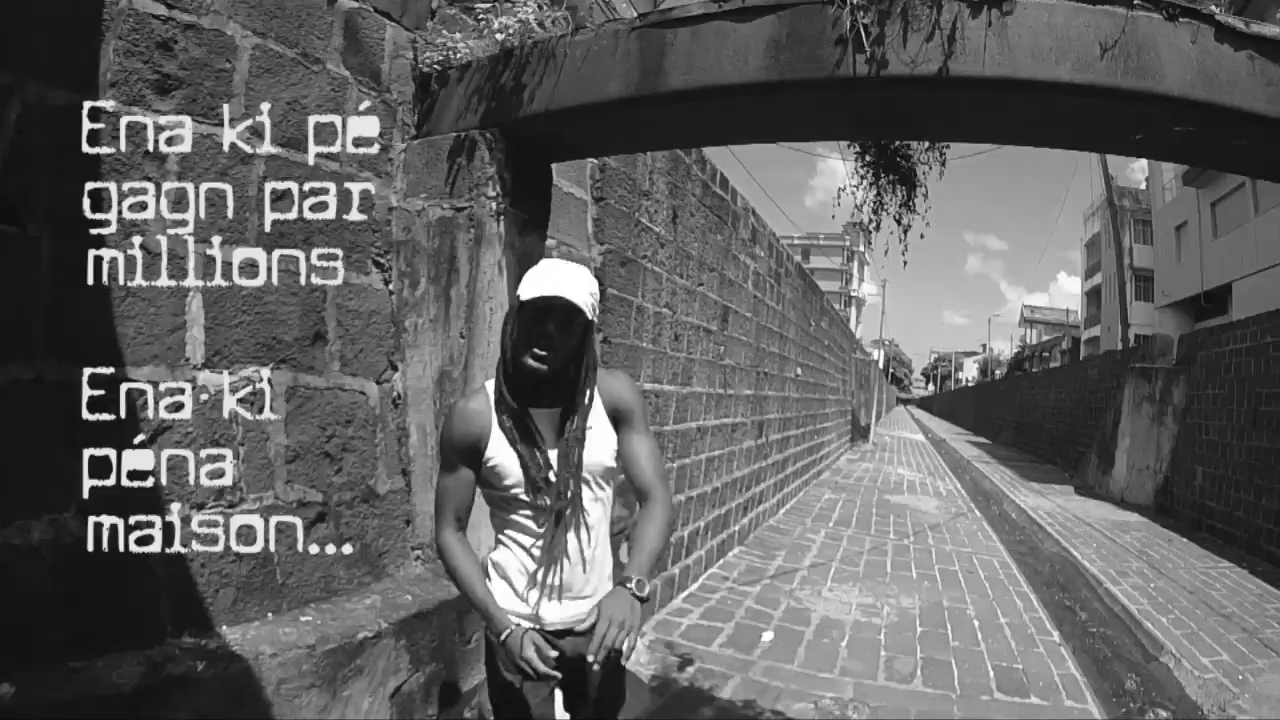 Ena ki pé
gagn par
millions
Ena ki
péna
maison...